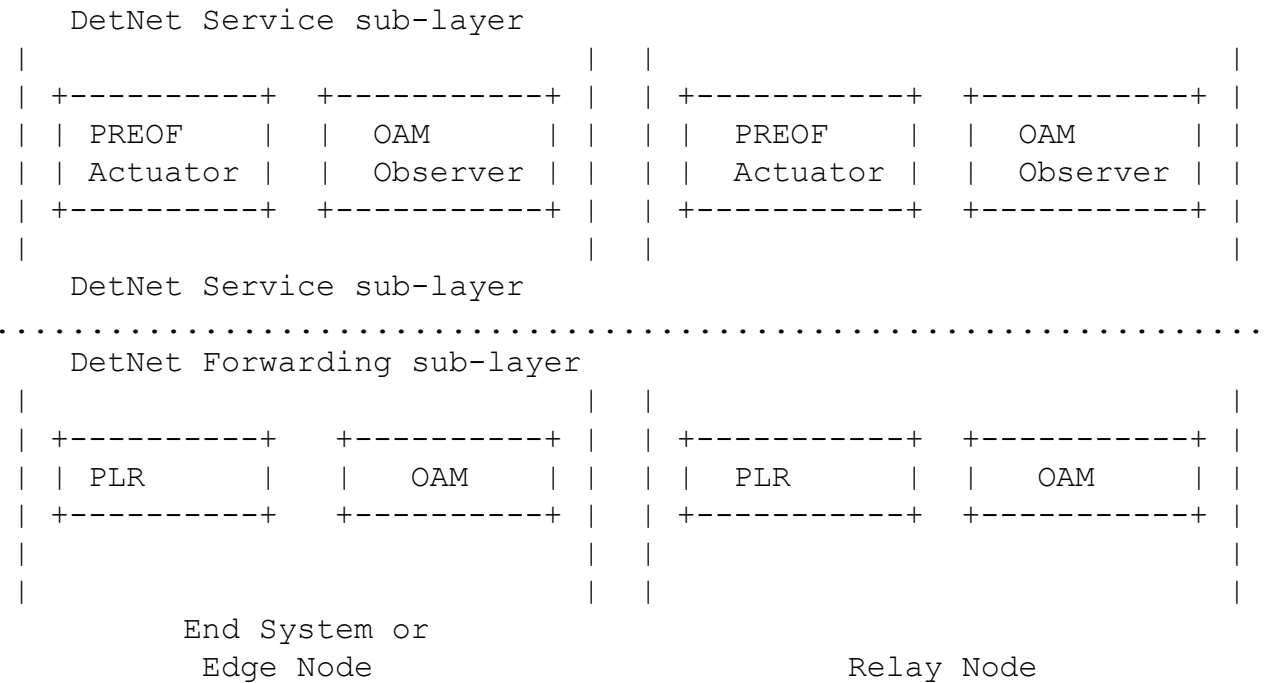 DetNet Service sub-layer
|                             |  |                              |
| +----------+  +-----------+ |  | +-----------+  +-----------+ |
| | PREOF    |  |  OAM      | |  | |  PREOF    |  |  OAM      | |
| | Actuator |  |  Observer | |  | |  Actuator |  |  Observer | |
| +----------+  +-----------+ |  | +-----------+  +-----------+ |
|                             |  |                              |
DetNet Service sub-layer
...................................................................
DetNet Forwarding sub-layer
|                             |  |                              |
| +----------+   +----------+ |  | +-----------+  +-----------+ |
| | PLR      |   |   OAM    | |  | |  PLR      |  |   OAM     | |
| +----------+   +----------+ |  | +-----------+  +-----------+ |
|                             |  |                              |
|                             |  |                              |
End System or
Edge Node                         Relay Node